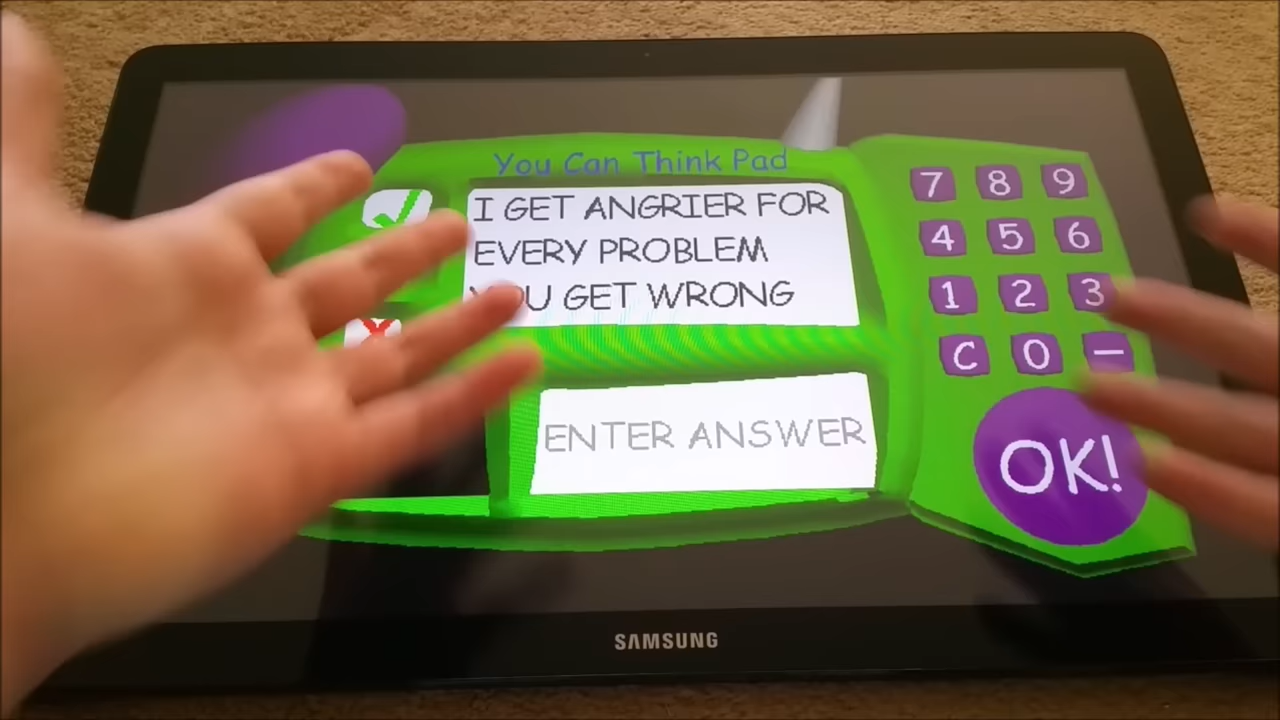 You Can Think Pad
I GET ANGRIER FOR
EVERY PROBLEM
YOU GET WRONG
ENTER ANSWER
7 8 9
4 5 6
1 2 3
C 0 -
OK!
SAMSUNG